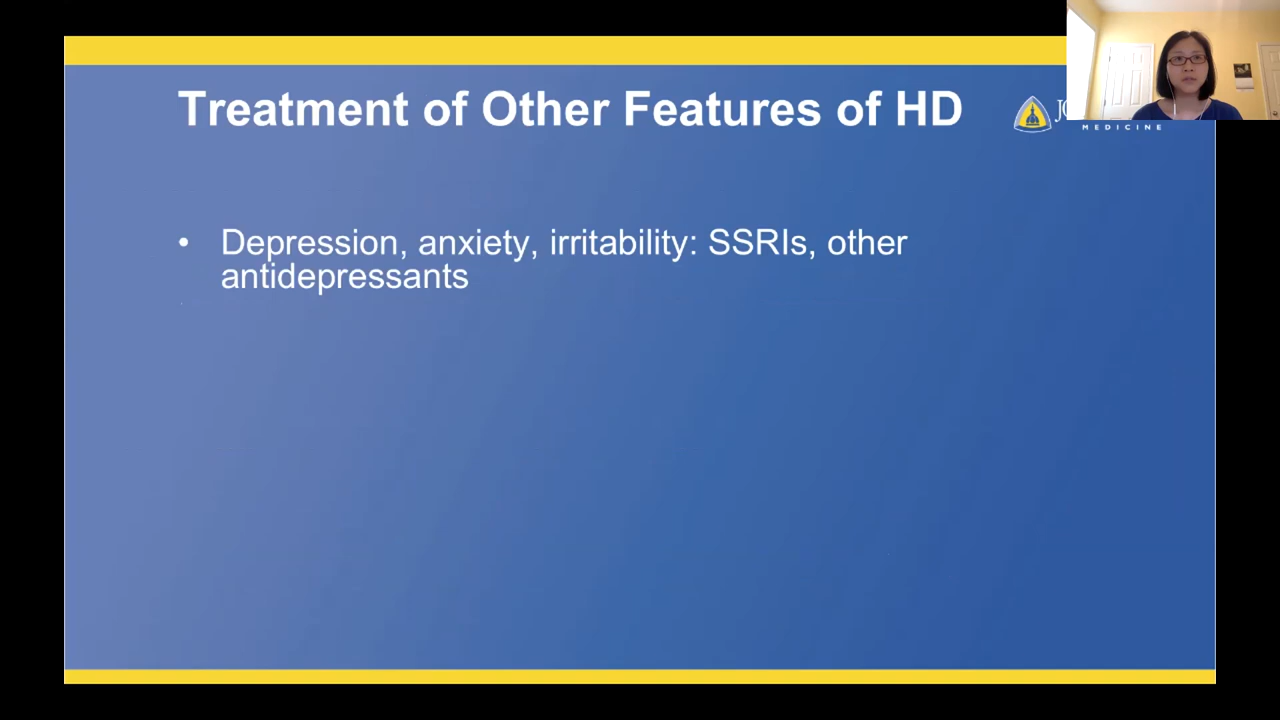 Treatment of Other Features of HD
MEDICINE
• Depression, anxiety, irritability: SSRIs, other
antidepressants